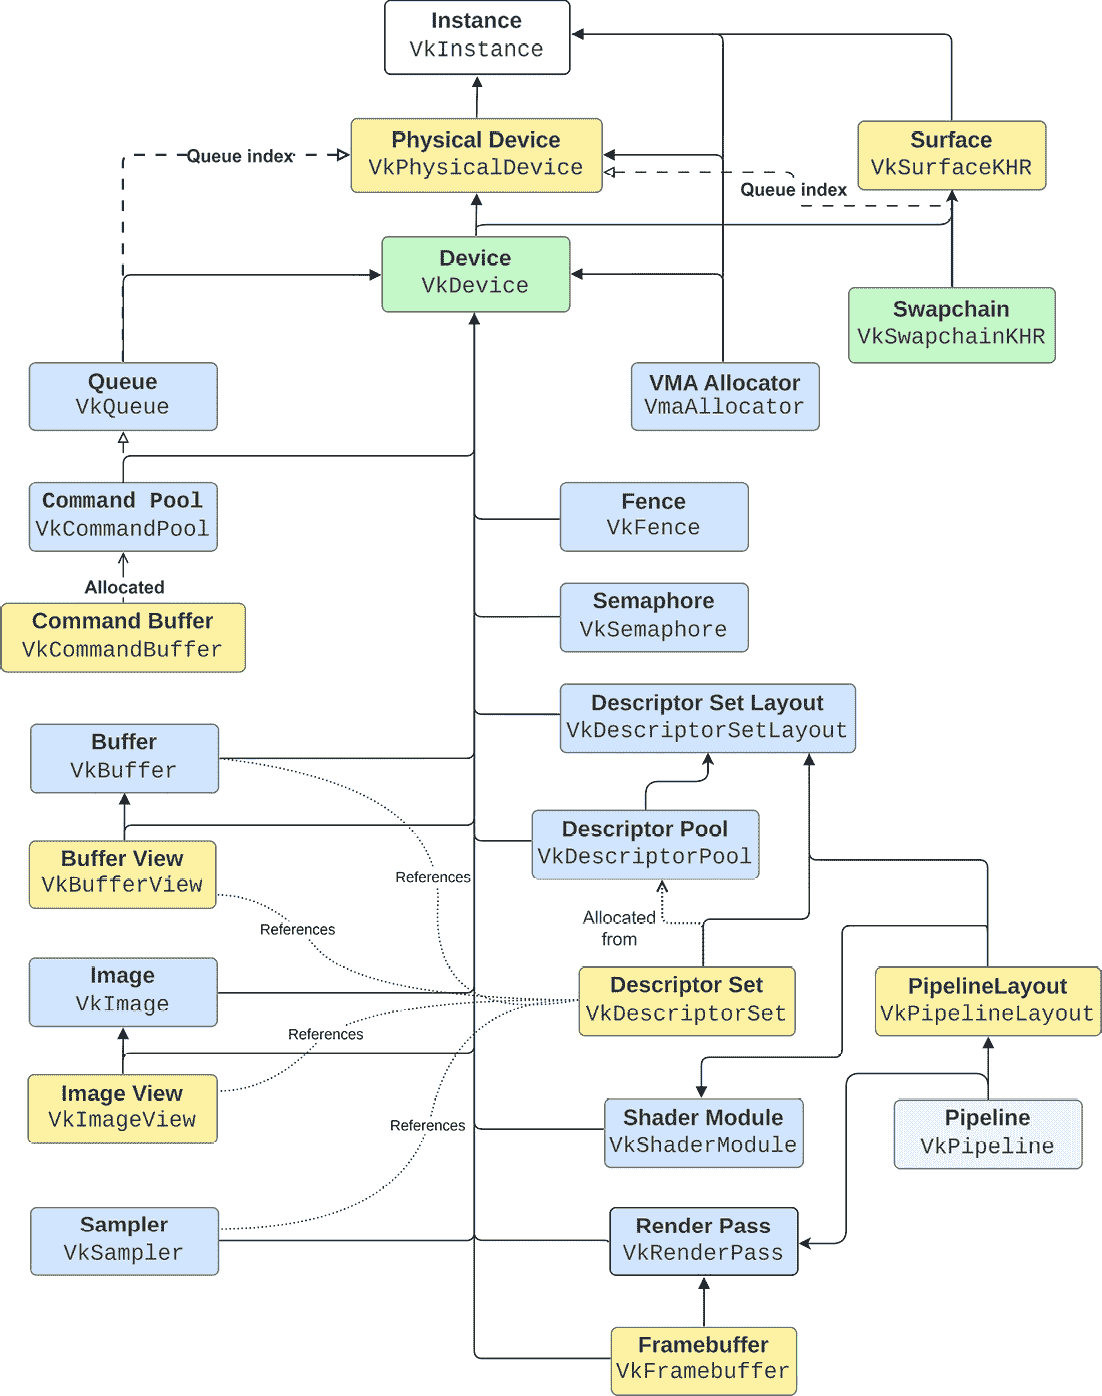 Instance
VkInstance
Physical Device
VkPhysicalDevice
Surface
VkSurfaceKHR
Queue index
Queue index
Device
VkDevice
Swapchain
VkSwapchainKHR
Queue
VkQueue
VMA Allocator
VmaAllocator
Command Pool
VkCommandPool
Fence
VkFence
Allocated
Command Buffer
VkCommandBuffer
Semaphore
VkSemaphore
Descriptor Set Layout
VkDescriptorSetLayout
Buffer
VkBuffer
Descriptor Pool
VkDescriptorPool
Buffer View
VkBufferView
References
References
Allocated
from
Image
VkImage
Descriptor Set
VkDescriptorSet
PipelineLayout
VkPipelineLayout
References
Image View
VkImageView
References
Shader Module
VkShaderModule
Pipeline
VkPipeline
Sampler
VkSampler
Render Pass
VkRenderPass
Framebuffer
VkFramebuffer